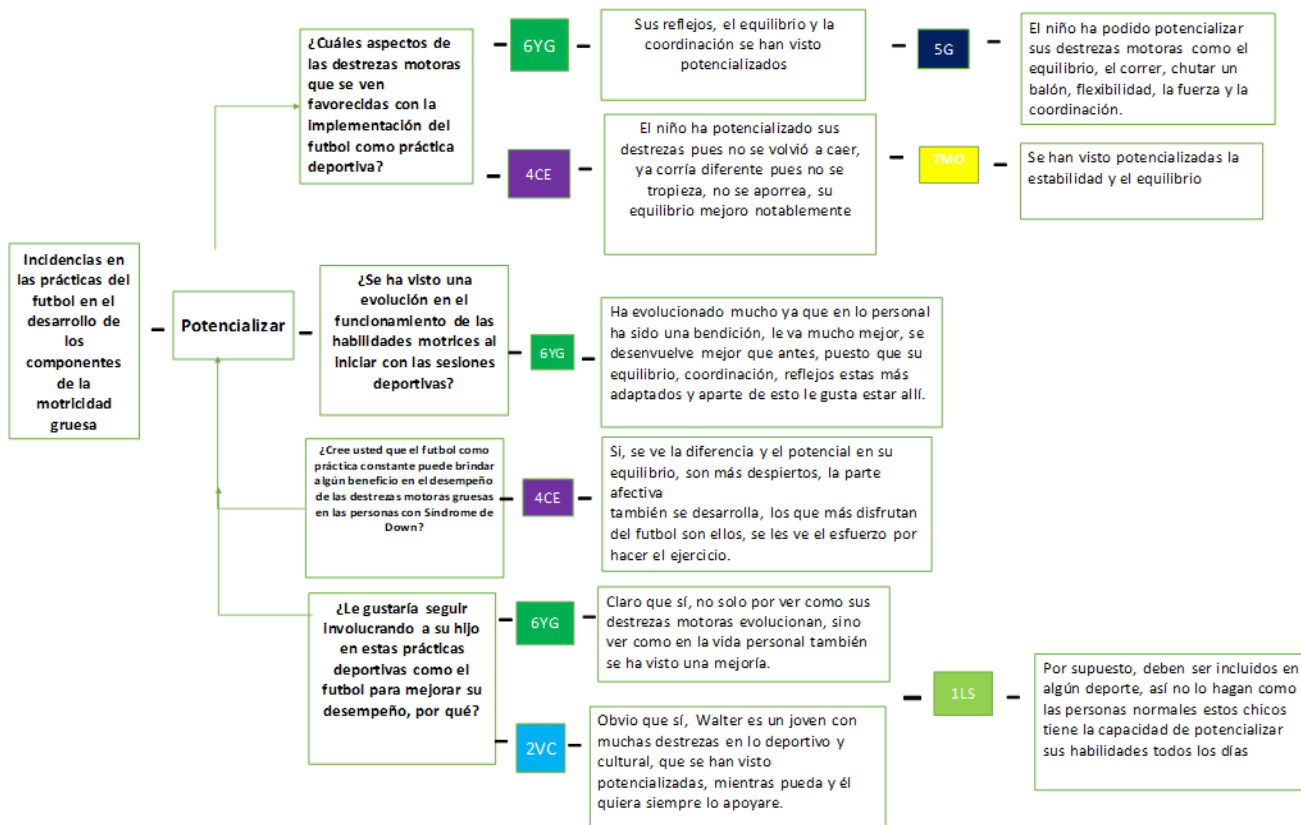 Incidencias en
las prácticas del
futbol en el
desarrollo de
los
componentes
de la
motricidad
gruesa
Potencializar
¿Cuáles aspectos de
las destrezas motoras
que se ven
favorecidas con la
implementación del
futbol como práctica
deportiva?
6YG
Sus reflejos, el equilibrio y la
coordinación se han visto
potencializados
5G
El niño ha podido potencializar
sus destrezas motoras como el
equilibrio, el correr, chutar un
balón, flexibilidad, la fuerza y la
coordinación.
4CE
El niño ha potencializado sus
destrezas pues no se volvió a caer,
ya corría diferente pues no se
tropieza, no se aporrea, su
equilibrio mejoro notablemente
7MO
Se han visto potencializadas la
estabilidad y el equilibrio
¿Se ha visto una
evolución en el
funcionamiento de las
habilidades motrices al
iniciar con las sesiones
deportivas?
6YG
Ha evolucionado mucho ya que en lo personal
ha sido una bendición, le va mucho mejor, se
desenvuelve mejor que antes, puesto que su
equilibrio, coordinación, reflejos estas más
adaptados y aparte de esto le gusta estar allí.
¿Cree usted que el futbol como
práctica constante puede brindar
algún beneficio en el desempeño
de las destrezas motoras gruesas
en las personas con Síndrome de
Down?
4CE
Si, se ve la diferencia y el potencial en su
equilibrio, son más despiertos, la parte
afectiva
también se desarrolla, los que más disfrutan
del futbol son ellos, se les ve el esfuerzo por
hacer el ejercicio.
¿Le gustaría seguir
involucrando a su hijo
en estas prácticas
deportivas como el
futbol para mejorar su
desempeño, por qué?
6YG
Claro que sí, no solo por ver como sus
destrezas motoras evolucionan, sino
ver como en la vida personal también
se ha visto una mejoría.
2VC
Obvio que sí, Walter es un joven con
muchas destrezas en lo deportivo y
cultural, que se han visto
potencializadas, mientras pueda y él
quiera siempre lo apoyare.
1LS
Por supuesto, deben ser incluidos en
algún deporte, así no lo hagan como
las personas normales estos chicos
tiene la capacidad de potencializar
sus habilidades todos los días